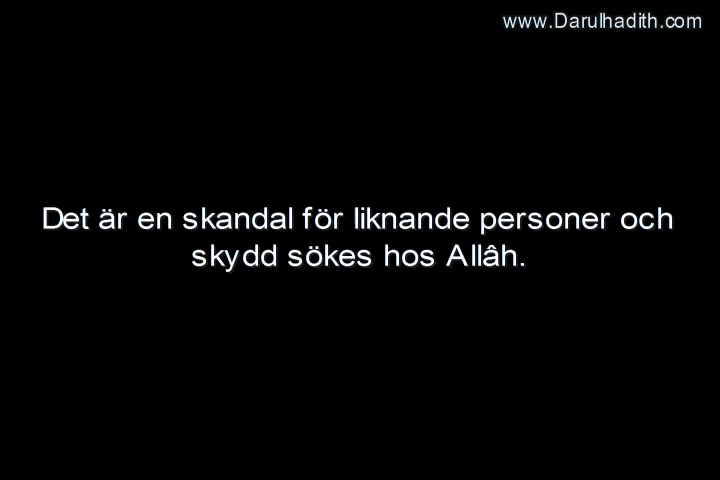 www.Darulhadith.com
Det är en skandal för liknande personer och
skydd sökes hos Allâh.